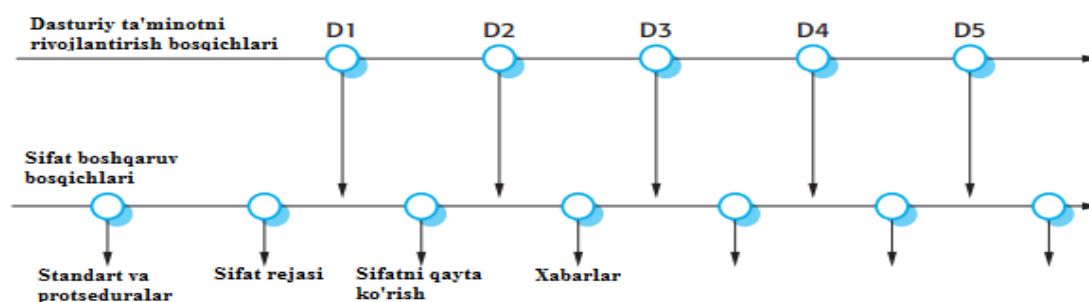 Dasturiy ta'minotni
rivojlantirish bosqichlari
D1 D2 D3 D4 D5
Sifat boshqaruv
bosqichlari
Standart va
protseduralar
Sifat rejasi
Sifatni qayta
ko'rish
Xabarlar